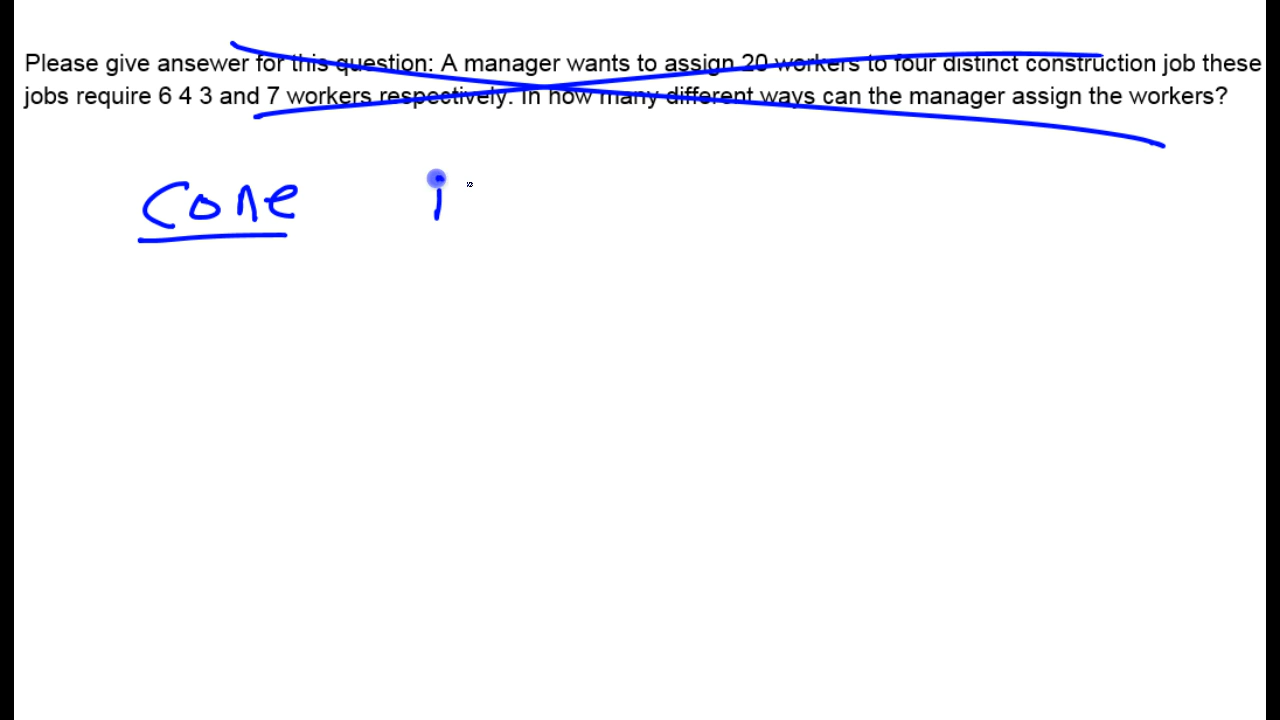 Please give ansewer for this question: A manager wants to assign 20 workers to four distinct construction job these
jobs require 6 4 3 and 7 workers respectively. In how many different ways can the manager assign the workers?
cone i